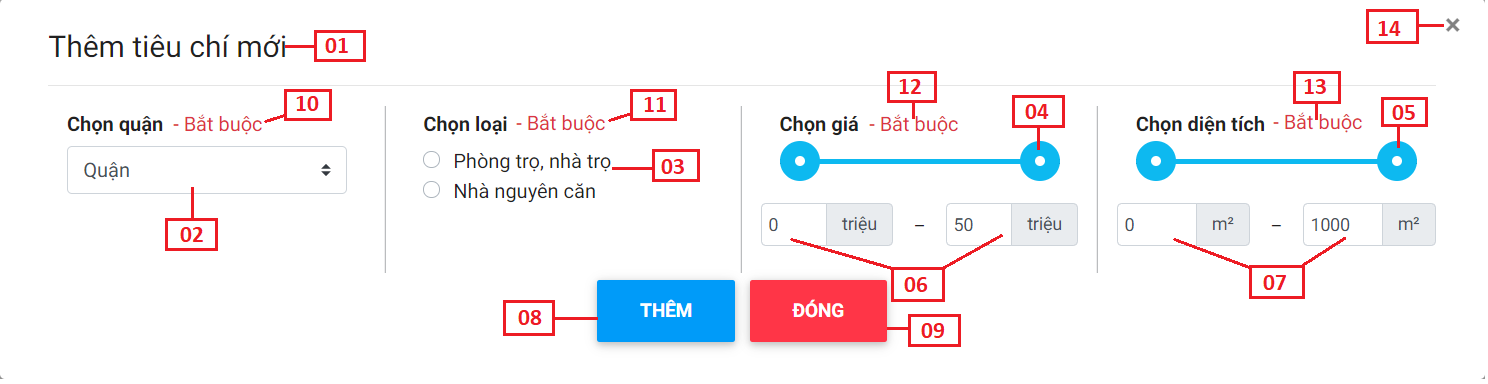 14 ×
Thêm tiêu chí mới 01
10 11 12 13
Chọn quận - Bắt buộc
Quận
02
Chọn loại - Bắt buộc
Phòng trọ, nhà trọ 03
Nhà nguyên căn
Chọn giá - Bắt buộc 04
0 triệu – 50 triệu
06
Chọn diện tích - Bắt buộc 05
0 m² – 1000 m²
07
08 THÊM ĐÓNG 09